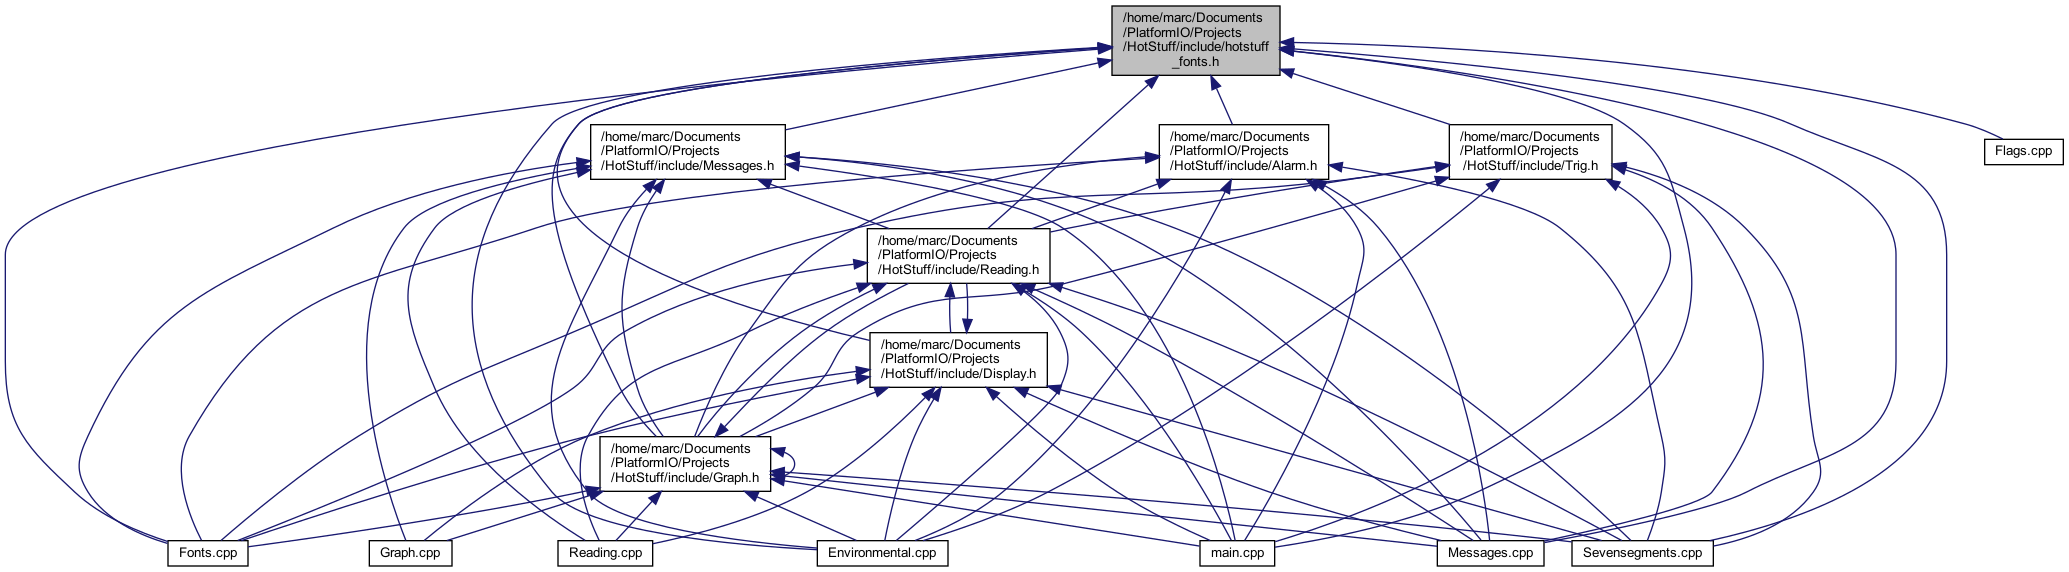 /home/marc/Documents
/PlatformIO/Projects
/HotStuff/include/hotstuff
_fonts.h
/home/marc/Documents
/PlatformIO/Projects
/HotStuff/include/Messages.h
/home/marc/Documents
/PlatformIO/Projects
/HotStuff/include/Alarm.h
/home/marc/Documents
/PlatformIO/Projects
/HotStuff/include/Trig.h
Flags.cpp
/home/marc/Documents
/PlatformIO/Projects
/HotStuff/include/Reading.h
/home/marc/Documents
/PlatformIO/Projects
/HotStuff/include/Display.h
/home/marc/Documents
/PlatformIO/Projects
/HotStuff/include/Graph.h
Fonts.cpp
Graph.cpp
Reading.cpp
Environmental.cpp
main.cpp
Messages.cpp
Sevensegments.cpp